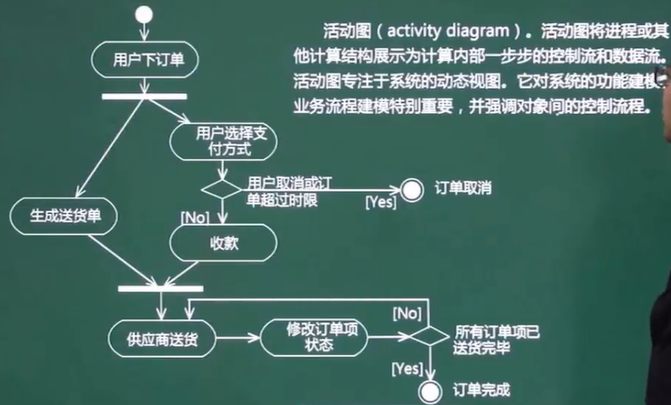 活动图（activity diagram）。活动图将进程或其
他计算结构展示为计算内部一步步的控制流和数据流。
活动图专注于系统的动态视图。它对系统的功能建模
业务流程建模特别重要，并强调对象间的控制流程。
用户下订单
用户选择支
付方式
用户取消或订
单超过时限
[Yes]
订单取消
生成送货单
[No]
收款
供应商送货
修改订单项
状态
[No]
所有订单项已
送货完毕
[Yes]
订单完成